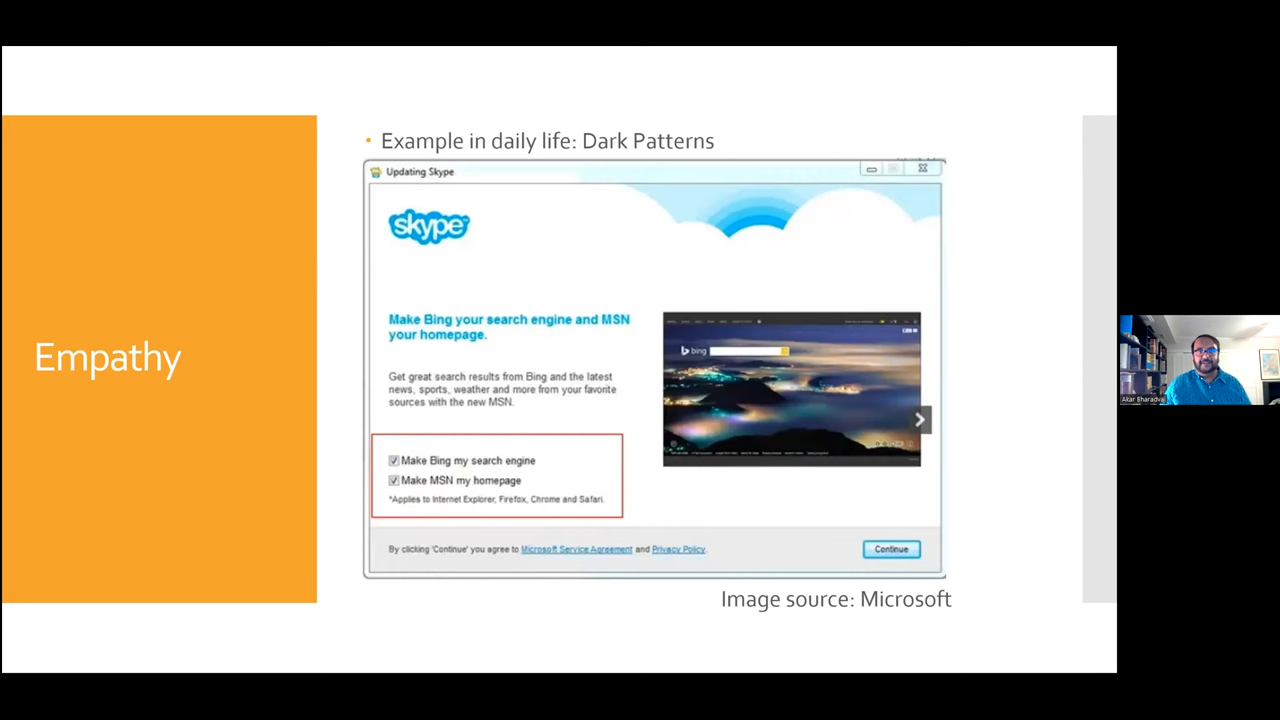 Empathy
• Example in daily life: Dark Patterns
Updating Skype
skype
Make Bing your search engine and MSN
your homepage.
Get great search results from Bing and the latest
news, sports, weather and more from your favorite
sources with the new MSN.
bing
Make Bing my search engine
Make MSN my homepage
*Applies to Internet Explorer, Firefox, Chrome and Safari.
By clicking 'Continue' you agree to Microsoft Service Agreement and Privacy Policy.
Continue
Image source: Microsoft
Akar Bharadvaj